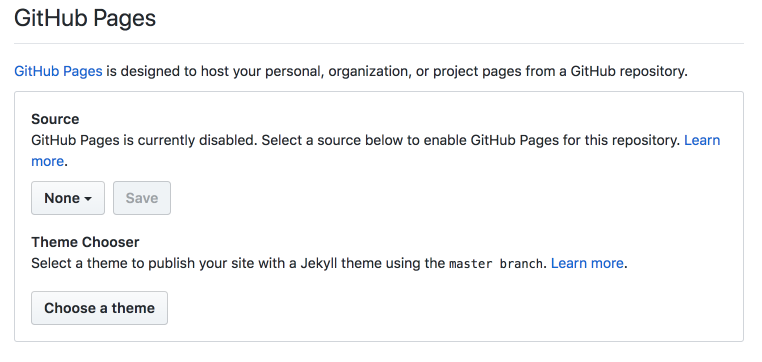 GitHub Pages
GitHub Pages is designed to host your personal, organization, or project pages from a GitHub repository.
Source
GitHub Pages is currently disabled. Select a source below to enable GitHub Pages for this repository. Learn
more.
None Save
Theme Chooser
Select a theme to publish your site with a Jekyll theme using the master branch. Learn more.
Choose a theme